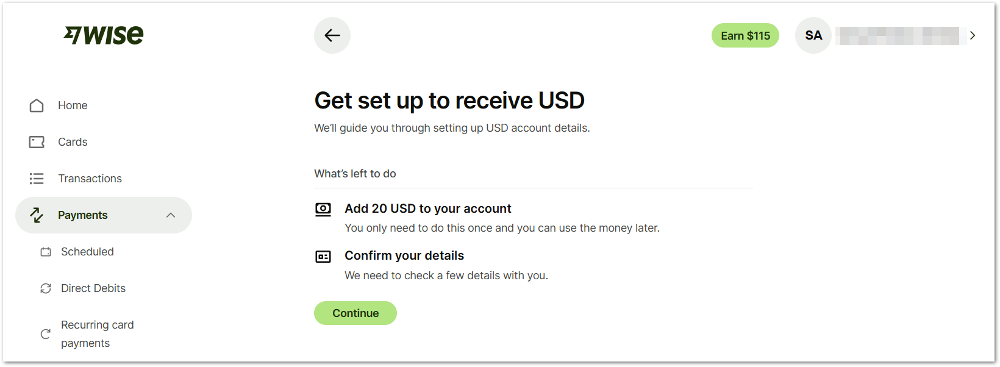 WISE
Earn $115
SA
Home
Cards
Transactions
Payments
Scheduled
Direct Debits
Recurring card
payments
Get set up to receive USD
We'll guide you through setting up USD account details.
What's left to do
Add 20 USD to your account
You only need to do this once and you can use the money later.
Confirm your details
We need to check a few details with you.
Continue